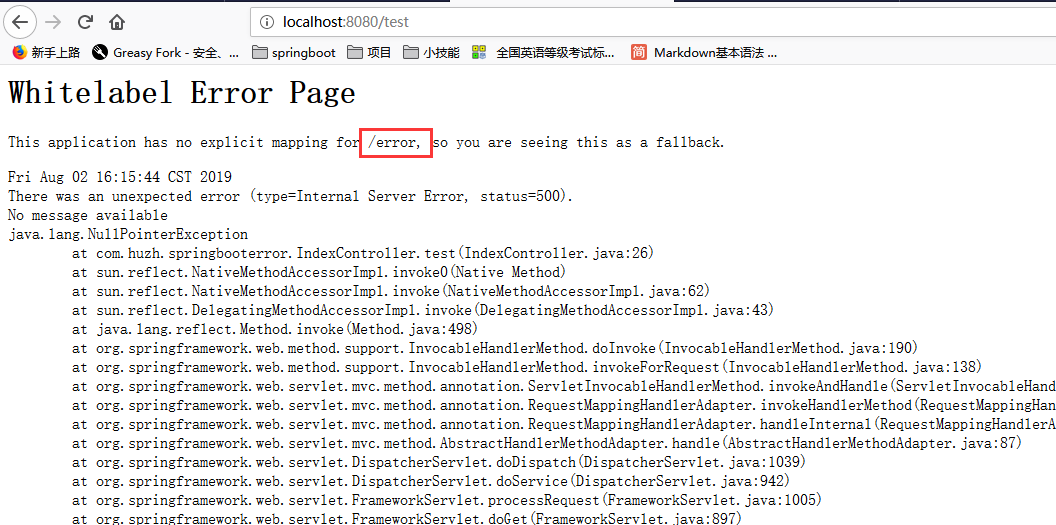 localhost:8080/test
新手上路 Greasy Fork - 安全、... springboot 项目 小技能 全国英语等级考试标... 简 Markdown基本语法 ...
Whitelabel Error Page
This application has no explicit mapping for /error, so you are seeing this as a fallback.
Fri Aug 02 16:15:44 CST 2019
There was an unexpected error (type=Internal Server Error, status=500).
No message available
java.lang.NullPointerException
at com.huzh.springbooterror.IndexController.test(IndexController.java:26)
at sun.reflect.NativeMethodAccessorImpl.invoke0(Native Method)
at sun.reflect.NativeMethodAccessorImpl.invoke(NativeMethodAccessorImpl.java:62)
at sun.reflect.DelegatingMethodAccessorImpl.invoke(DelegatingMethodAccessorImpl.java:43)
at java.lang.reflect.Method.invoke(Method.java:498)
at org.springframework.web.method.support.InvocableHandlerMethod.doInvoke(InvocableHandlerMethod.java:190)
at org.springframework.web.method.support.InvocableHandlerMethod.invokeForRequest(InvocableHandlerMethod.java:138)
at org.springframework.web.servlet.mvc.method.annotation.ServletInvocableHandlerMethod.invokeAndHandle(ServletInvocableHand
at org.springframework.web.servlet.mvc.method.annotation.RequestMappingHandlerAdapter.invokeHandlerMethod(RequestMappingHan
at org.springframework.web.servlet.mvc.method.annotation.RequestMappingHandlerAdapter.handleInternal(RequestMappingHandlerA
at org.springframework.web.servlet.mvc.method.AbstractHandlerMethodAdapter.handle(AbstractHandlerMethodAdapter.java:87)
at org.springframework.web.servlet.DispatcherServlet.doDispatch(DispatcherServlet.java:1039)
at org.springframework.web.servlet.DispatcherServlet.doService(DispatcherServlet.java:942)
at org.springframework.web.servlet.FrameworkServlet.processRequest(FrameworkServlet.java:1005)
at org.springframework.web.servlet.FrameworkServlet.doGet(FrameworkServlet.java:897)